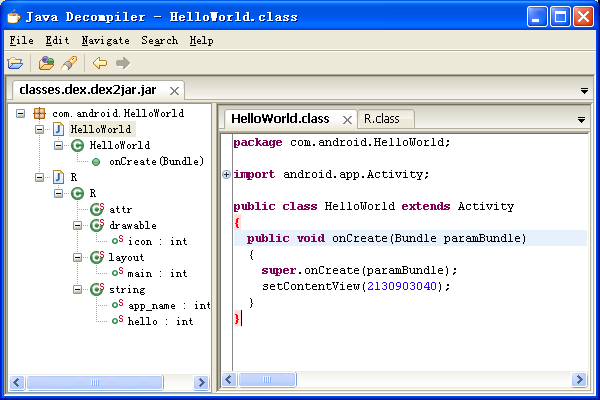 Java Decompiler - HelloWorld.class
File Edit Navigate Search Help
classes.dex.dex2jar.jar
com.android.HelloWorld
HelloWorld
HelloWorld
onCreate(Bundle)
R
R
attr
drawable
icon : int
layout
main : int
string
app_name : int
hello : int
HelloWorld.class R.class
package com.android.HelloWorld;
import android.app.Activity;
public class HelloWorld extends Activity
{
public void onCreate(Bundle paramBundle)
{
super.onCreate(paramBundle);
setContentView(2130903040);
}
}